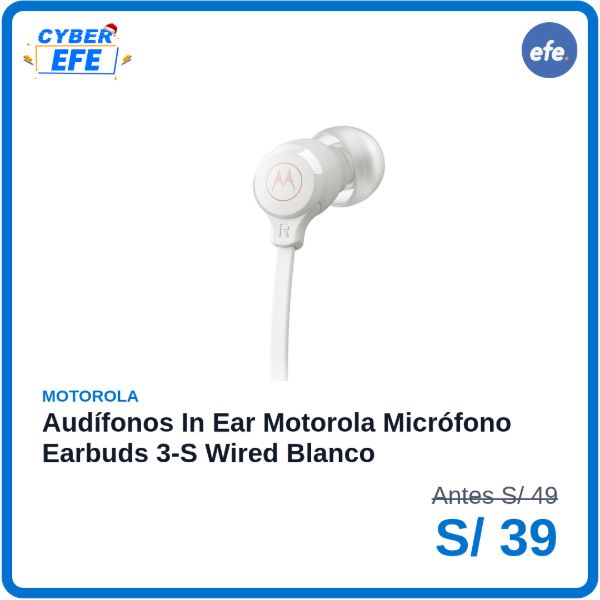 CYBER
EFE
efe.
R
MOTOROLA
Audífonos In Ear Motorola Micrófono
Earbuds 3-S Wired Blanco
Antes S/ 49
S/ 39